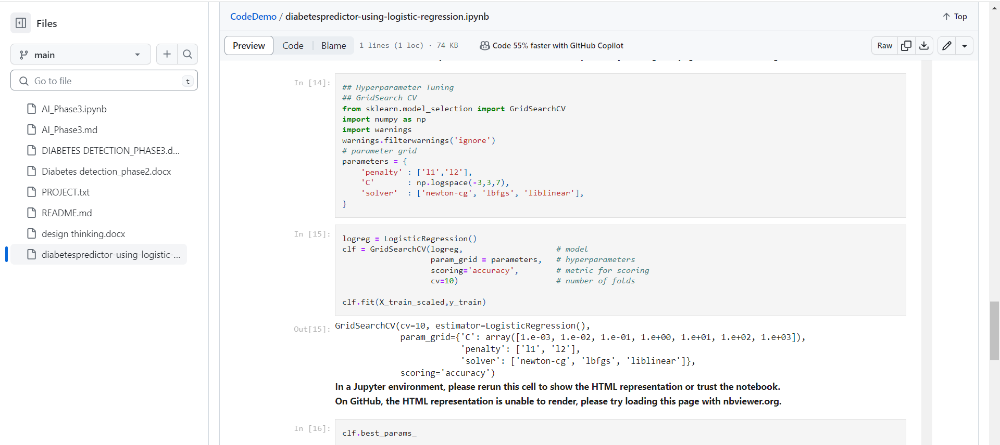 Files
main
Go to file
t
AI_Phase3.ipynb
AI_Phase3.md
DIABETES DETECTION_PHASE3.d...
Diabetes detection_phase2.docx
PROJECT.txt
README.md
design thinking.docx
diabetespredictor-using-logistic-...
CodeDemo / diabetespredictor-using-logistic-regression.ipynb
Top
Preview Code Blame 1 lines (1 loc) · 74 KB Code 55% faster with GitHub Copilot Raw
In [14]:
## Hyperparameter Tuning
## GridSearch CV
from sklearn.model_selection import GridSearchCV
import numpy as np
import warnings
warnings.filterwarnings('ignore')
# parameter grid
parameters = {
    'penalty' : ['l1','l2'],
    'C'       : np.logspace(-3,3,7),
    'solver'  : ['newton-cg', 'lbfgs', 'liblinear'],
}
In [15]:
logreg = LogisticRegression()
clf = GridSearchCV(logreg,                    # model
                   param_grid = parameters,   # hyperparameters
                   scoring='accuracy',        # metric for scoring
                   cv=10)                     # number of folds
clf.fit(X_train_scaled,y_train)
Out[15]:
GridSearchCV(cv=10, estimator=LogisticRegression(),
             param_grid={'C': array([1.e-03, 1.e-02, 1.e-01, 1.e+00, 1.e+01, 1.e+02, 1.e+03]),
                         'penalty': ['l1', 'l2'],
                         'solver': ['newton-cg', 'lbfgs', 'liblinear']},
             scoring='accuracy')
In a Jupyter environment, please rerun this cell to show the HTML representation or trust the notebook.
On GitHub, the HTML representation is unable to render, please try loading this page with nbviewer.org.
In [16]:
clf.best_params_